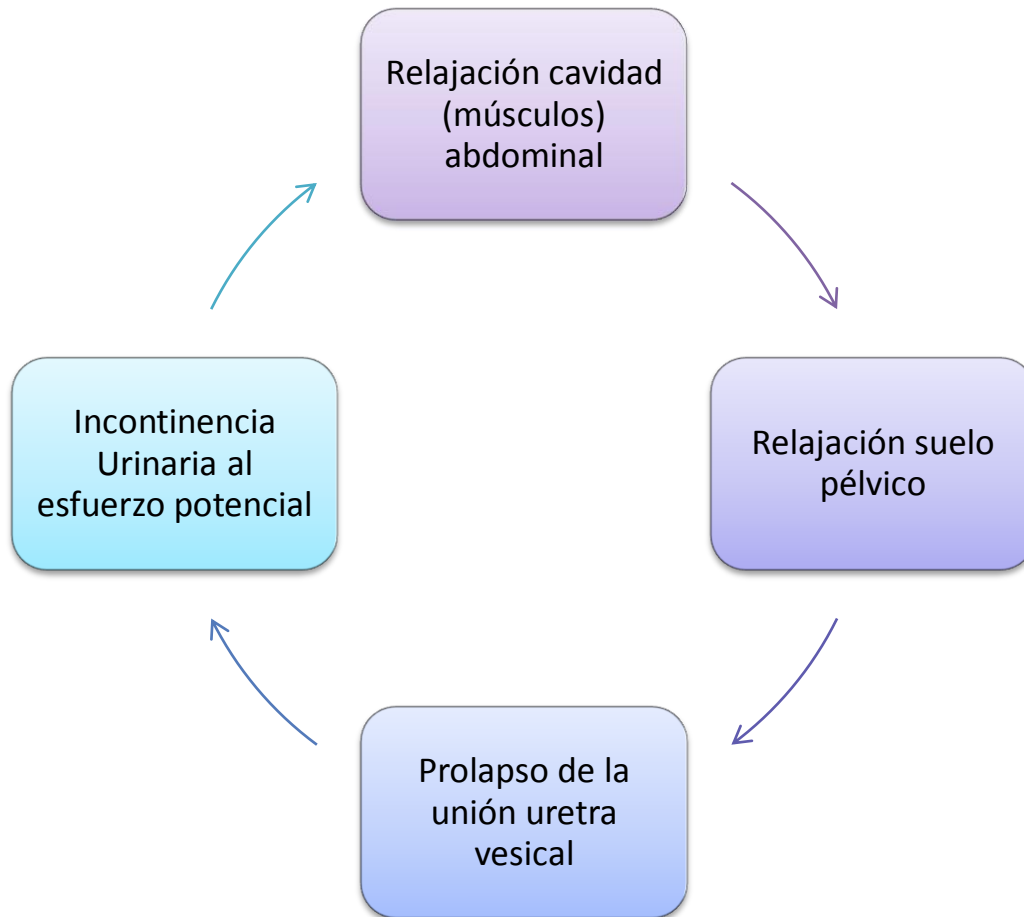 Relajación cavidad
(músculos)
abdominal
Relajación suelo
pélvico
Prolapso de la
unión uretra
vesical
Incontinencia
Urinaria al
esfuerzo potencial